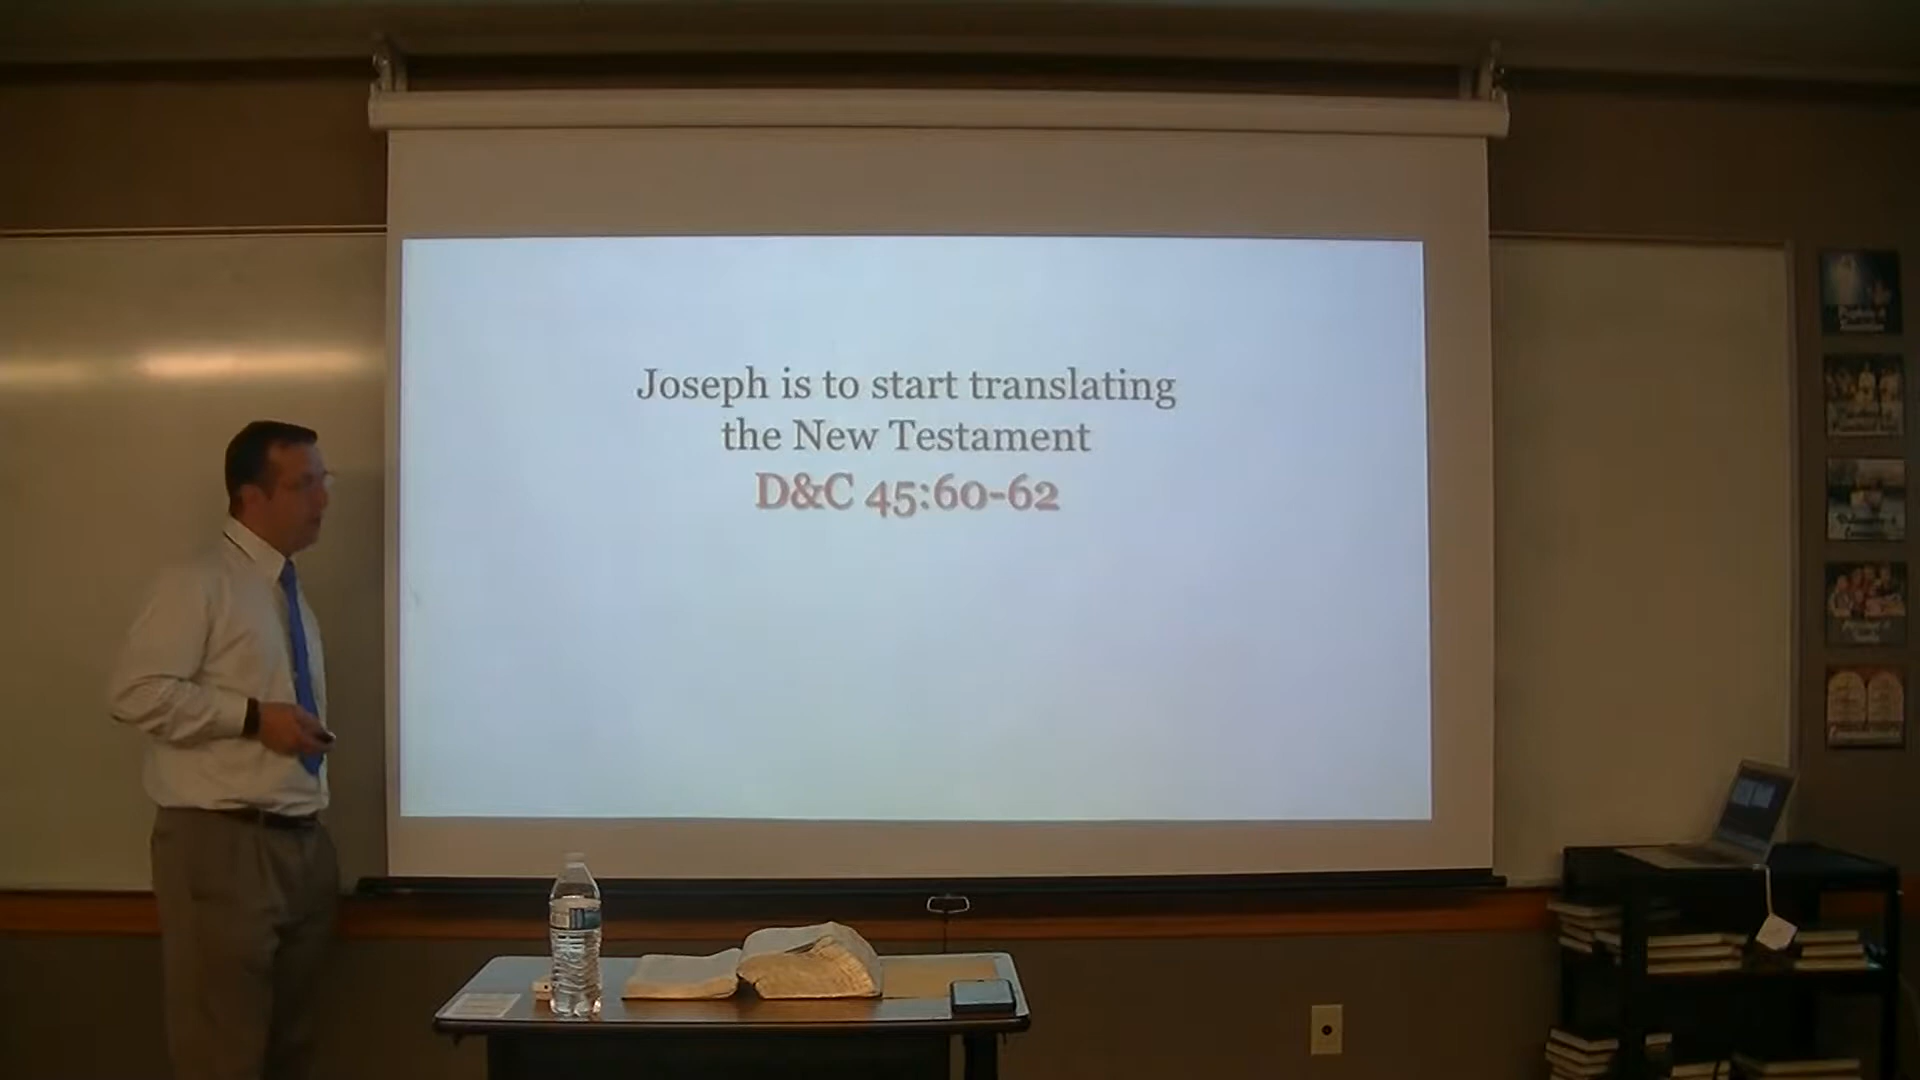 Joseph is to start translating
the New Testament
D&C 45:60-62